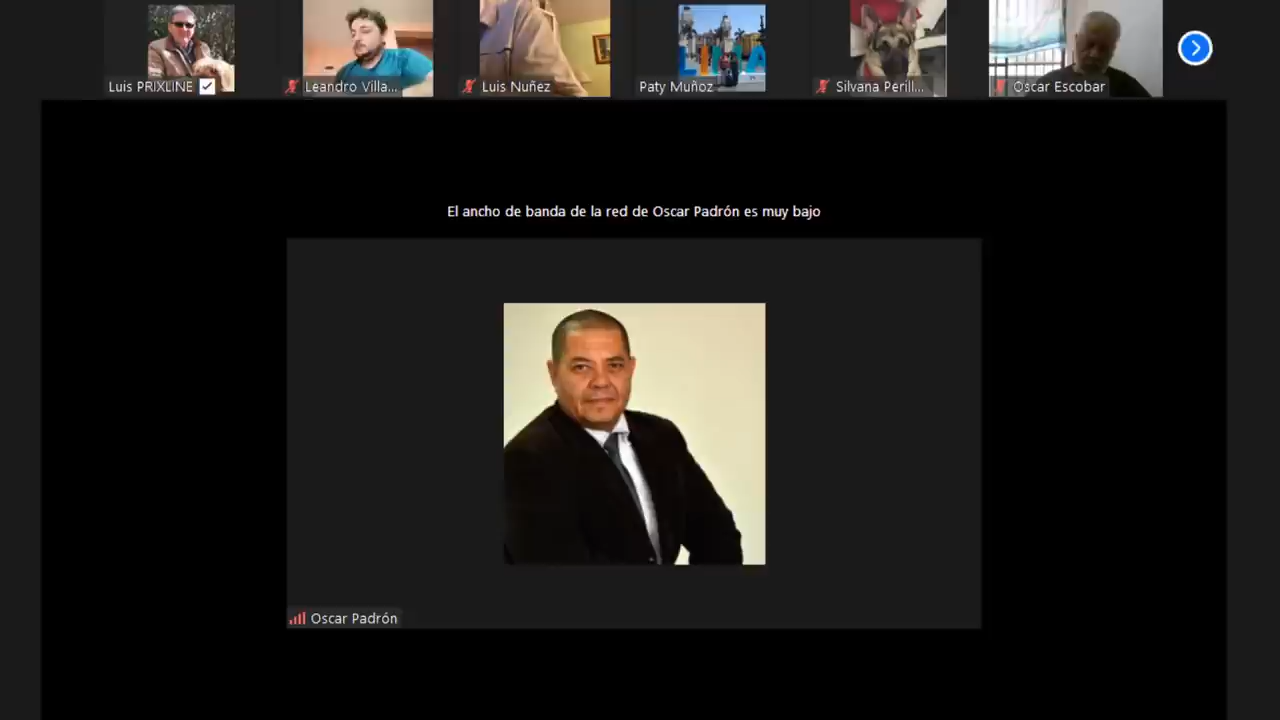 Luis PRIXLINE
Leandro Villa...
Luis Nuñez
LIMA
Paty Muñoz
Silvana Perill...
Oscar Escobar
El ancho de banda de la red de Oscar Padrón es muy bajo
Oscar Padrón